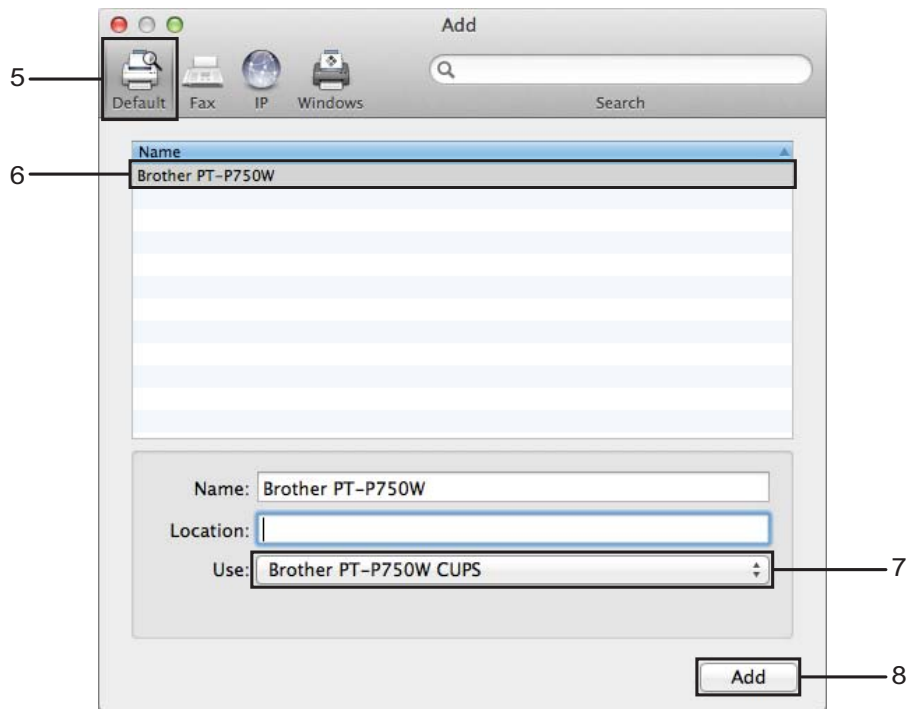 Add
5
Default Fax IP Windows
Search
Name
6
Brother PT-P750W
Name: Brother PT-P750W
Location:
Use: Brother PT-P750W CUPS
7
Add
8